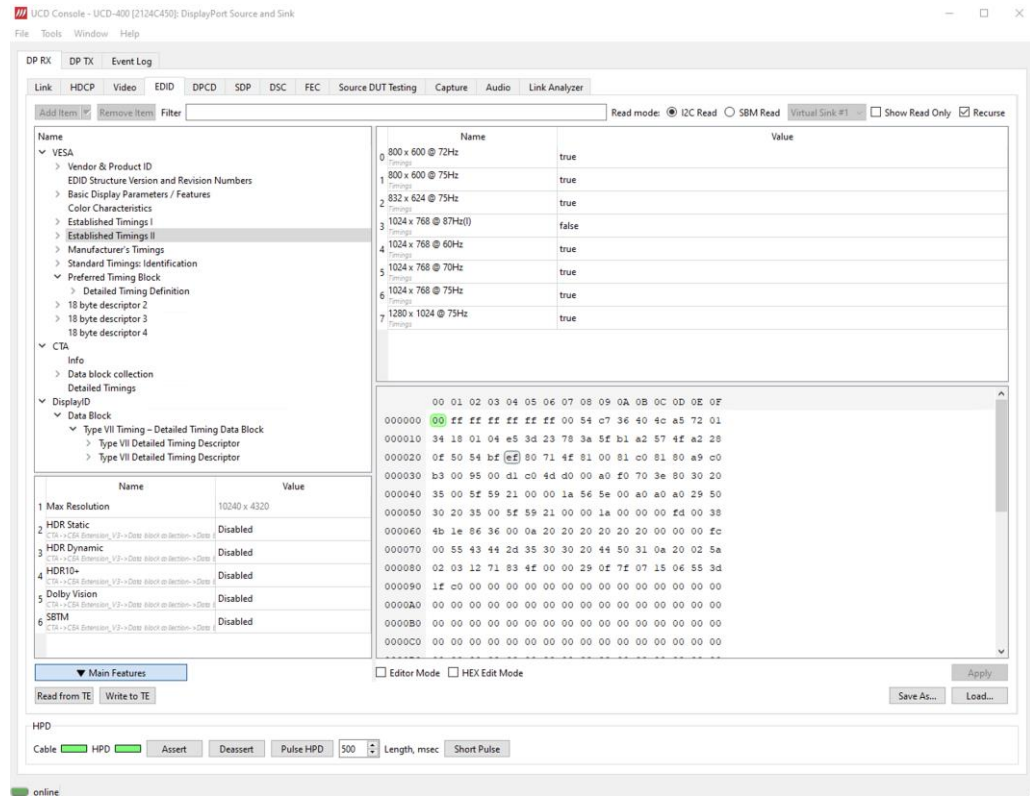 UCD Console - UCD-400 [2124C450]: DisplayPort Source and Sink
File Tools Window Help
DP RX DP TX Event Log
Link HDCP Video EDID DPCD SDP DSC FEC Source DUT Testing Capture Audio Link Analyzer
Add Item Remove Item Filter Read mode: I2C Read SBM Read Virtual Sink #1 Show Read Only Recurse
Name
VESA
Vendor & Product ID
EDID Structure Version and Revision Numbers
Basic Display Parameters / Features
Color Characteristics
Established Timings I
Established Timings II
Manufacturer's Timings
Standard Timings: Identification
Preferred Timing Block
Detailed Timing Definition
18 byte descriptor 2
18 byte descriptor 3
18 byte descriptor 4
CTA
Info
Data block collection
Detailed Timings
DisplayID
Data Block
Type VII Timing – Detailed Timing Data Block
Type VII Detailed Timing Descriptor
Type VII Detailed Timing Descriptor
Name Value
0 800 x 600 @ 72Hz true
Timings
1 800 x 600 @ 75Hz true
Timings
2 832 x 624 @ 75Hz true
Timings
3 1024 x 768 @ 87Hz(I) false
Timings
4 1024 x 768 @ 60Hz true
Timings
5 1024 x 768 @ 70Hz true
Timings
6 1024 x 768 @ 75Hz true
Timings
7 1280 x 1024 @ 75Hz true
Timings
Name Value
1 Max Resolution 10240 x 4320
2 HDR Static Disabled
3 HDR Dynamic Disabled
4 HDR10+ Disabled
5 Dolby Vision Disabled
6 SBTM Disabled
00 01 02 03 04 05 06 07 08 09 0A 0B 0C 0D 0E 0F
000000 00 ff ff ff ff ff ff 00 54 c7 36 40 4c a5 72 01
000010 34 18 01 04 e5 3d 23 78 3a 5f b1 a2 57 4f a2 28
000020 0f 50 54 bf ef 80 71 4f 81 00 81 c0 81 80 a9 c0
000030 b3 00 95 00 d1 c0 4d d0 00 a0 f0 70 3e 80 30 20
000040 35 00 5f 59 21 00 00 1a 56 5e 00 a0 a0 a0 29 50
000050 30 20 35 00 5f 59 21 00 00 1a 00 00 00 fd 00 38
000060 4b 1e 86 36 00 0a 20 20 20 20 20 20 00 00 00 fc
000070 00 55 43 44 2d 35 30 30 20 44 50 31 0a 20 02 5a
000080 02 03 12 71 83 4f 00 00 29 0f 7f 07 15 06 55 3d
000090 1f c0 00 00 00 00 00 00 00 00 00 00 00 00 00 00
0000A0 00 00 00 00 00 00 00 00 00 00 00 00 00 00 00 00
0000B0 00 00 00 00 00 00 00 00 00 00 00 00 00 00 00 00
0000C0 00 00 00 00 00 00 00 00 00 00 00 00 00 00 00 00
Main Features
Editor Mode HEX Edit Mode Apply
Read from TE Write to TE Save As... Load...
HPD
Cable HPD Assert Deassert Pulse HPD 500 Length, msec Short Pulse
online